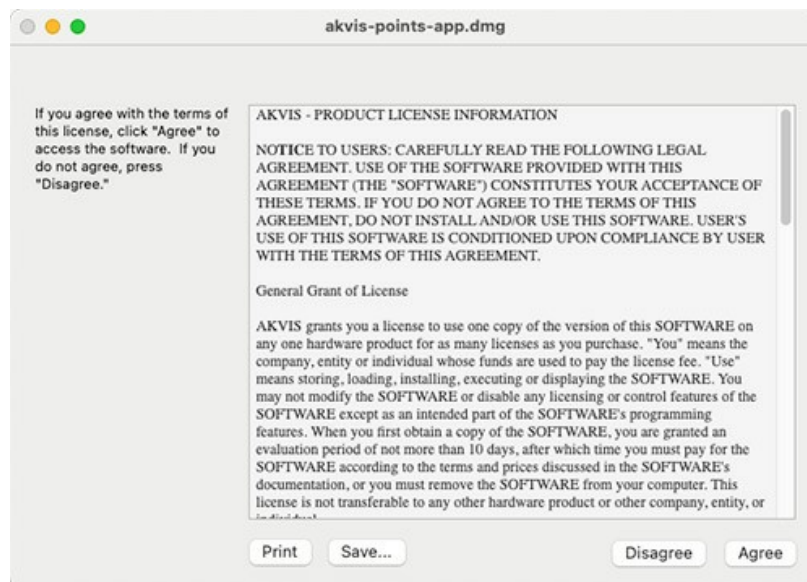 akvis-points-app.dmg
If you agree with the terms of
this license, click "Agree" to
access the software.  If you
do not agree, press
"Disagree."
AKVIS - PRODUCT LICENSE INFORMATION
NOTICE TO USERS: CAREFULLY READ THE FOLLOWING LEGAL
AGREEMENT. USE OF THE SOFTWARE PROVIDED WITH THIS
AGREEMENT (THE "SOFTWARE") CONSTITUTES YOUR ACCEPTANCE OF
THESE TERMS. IF YOU DO NOT AGREE TO THE TERMS OF THIS
AGREEMENT, DO NOT INSTALL AND/OR USE THIS SOFTWARE. USER'S
USE OF THIS SOFTWARE IS CONDITIONED UPON COMPLIANCE BY USER
WITH THE TERMS OF THIS AGREEMENT.
General Grant of License
AKVIS grants you a license to use one copy of the version of this SOFTWARE on
any one hardware product for as many licenses as you purchase. "You" means the
company, entity or individual whose funds are used to pay the license fee. "Use"
means storing, loading, installing, executing or displaying the SOFTWARE. You
may not modify the SOFTWARE or disable any licensing or control features of the
SOFTWARE except as an intended part of the SOFTWARE's programming
features. When you first obtain a copy of the SOFTWARE, you are granted an
evaluation period of not more than 10 days, after which time you must pay for the
SOFTWARE according to the terms and prices discussed in the SOFTWARE's
documentation, or you must remove the SOFTWARE from your computer. This
license is not transferable to any other hardware product or other company, entity, or
Print
Save...
Disagree
Agree